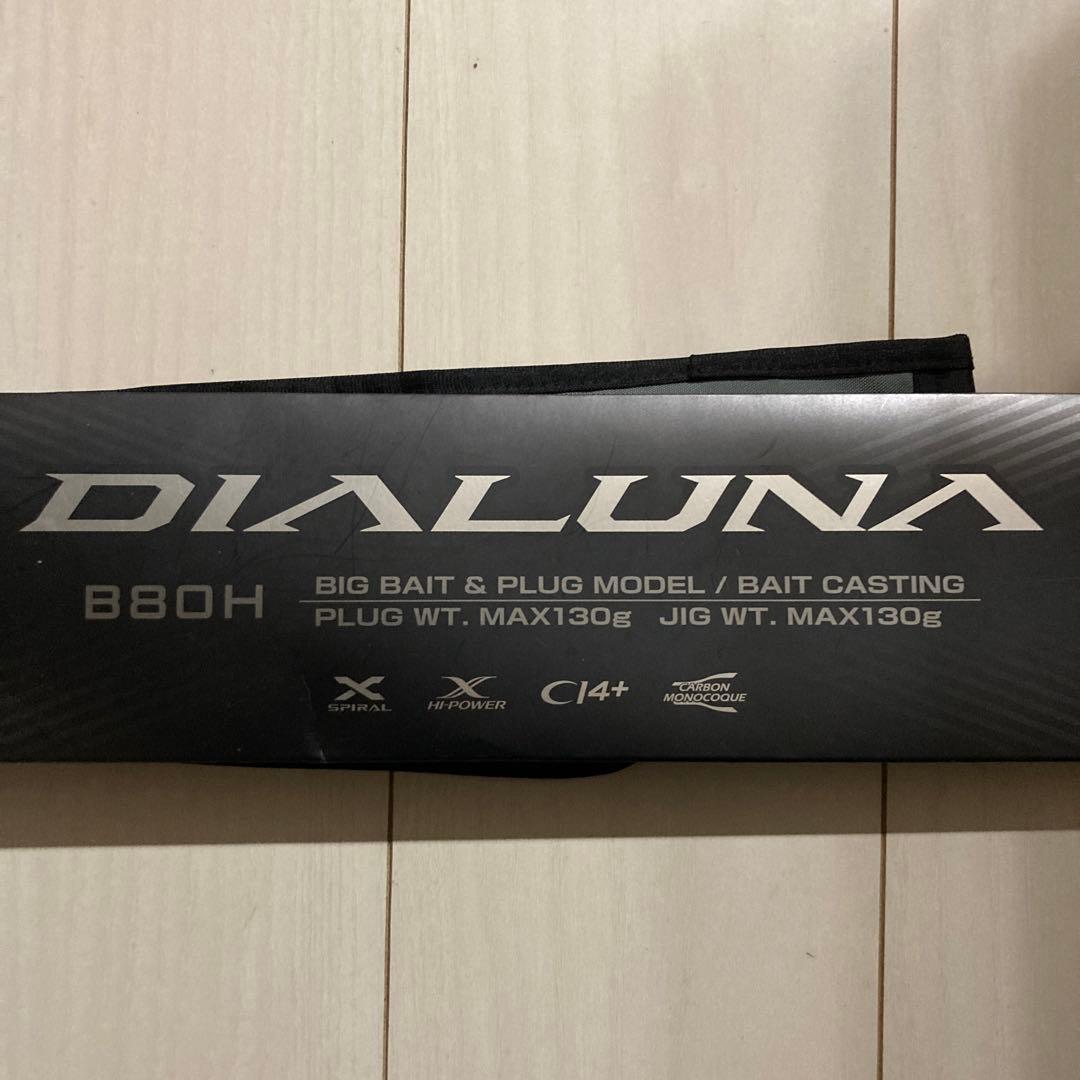 DIALUNA
B80H
BIG BAIT & PLUG MODEL / BAIT CASTING
PLUG WT. MAX130g JIG WT. MAX130g
X SPIRAL
X HI-POWER
CI4+
CARBON MONOCOQUE